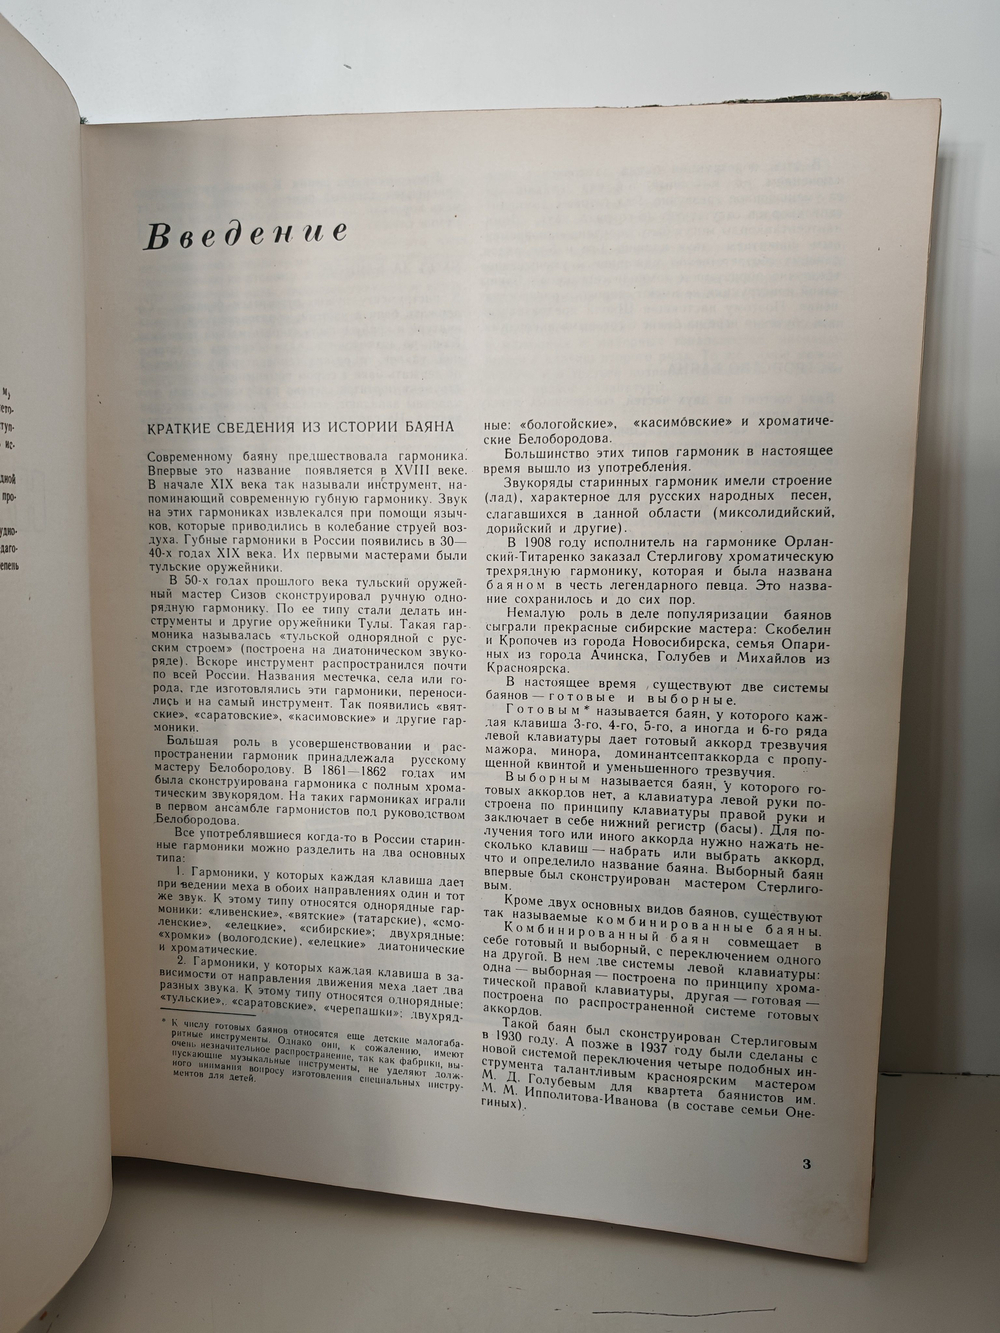 Введение
КРАТКИЕ СВЕДЕНИЯ ИЗ ИСТОРИИ БАЯНА
Современному баяну предшествовала гармоника.
Впервые это название появляется в XVIII веке.
В начале XIX века так называли инструмент, на-
поминающий современную губную гармонику. Звук
на этих гармониках извлекался при помощи языч-
ков, которые приводились в колебание струей воз-
духа. Губные гармоники в России появились в 30—
40-х годах XIX века. Их первыми мастерами были
тульские оружейники.
В 50-х годах прошлого века тульский оружей-
ный мастер Сизов сконструировал ручную одно-
рядную гармонику. По ее типу стали делать ин-
струменты и другие оружейники Тулы. Такая гар-
моника называлась «тульской однорядной с рус-
ским строем» (построена на диатоническом звуко-
ряде). Вскоре инструмент распространился почти
по всей России. Названия местечка, села или го-
рода, где изготовлялись эти гармоники, переноси-
лись и на самый инструмент. Так появились «вят-
ские», «саратовские», «касимовские» и другие гар-
моники.
Большая роль в усовершенствовании и рас-
пространении гармоник принадлежала русскому
мастеру Белобородову. В 1861—1862 годах им
была сконструирована гармоника с полным хрома-
тическим звукорядом. На таких гармониках играли
в первом ансамбле гармонистов под руководством
Белобородова.
Все употреблявшиеся когда-то в России старин-
ные гармоники можно разделить на два основных
типа:
1. Гармоники, у которых каждая клавиша дает
при ведении меха в обоих направлениях один и тот
же звук. К этому типу относятся однорядные гар-
моники: «ливенские», «вятские» (татарские), «смо-
ленские», «елецкие», «сибирские»; двухрядные:
«хромки» (вологодские), «елецкие» диатонические
и хроматические.
2. Гармоники, у которых каждая клавиша в за-
висимости от направления движения меха дает два
разных звука. К этому типу относятся однорядные:
«тульские», «саратовские», «черепашки»; двухряд-
* К числу готовых баянов относятся еще детские малогаба-
ритные инструменты. Однако они, к сожалению, имеют
очень незначительное распространение, так как фабрики, вы-
пускающие музыкальные инструменты, не уделяют долж-
ного внимания вопросу изготовления специальных инстру-
ментов для детей.
ные: «бологойские», «касимо́вские» и хроматиче-
ские Белобородова.
Большинство этих типов гармоник в настоящее
время вышло из употребления.
Звукоряды старинных гармоник имели строение
(лад), характерное для русских народных песен,
слагавшихся в данной области (миксолидийский,
дорийский и другие).
В 1908 году исполнитель на гармонике Орлан-
ский-Титаренко заказал Стерлигову хроматическую
трехрядную гармонику, которая и была названа
баяном в честь легендарного певца. Это назва-
ние сохранилось и до сих пор.
Немалую роль в деле популяризации баянов
сыграли прекрасные сибирские мастера: Скобелин
и Кропочев из города Новосибирска, семья Опари-
ных из города Ачинска, Голубев и Михайлов из
Красноярска.
В настоящее время существуют две системы
баянов — готовые и выборные.
Готовым* называется баян, у которого каж-
дая клавиша 3-го, 4-го, 5-го, а иногда и 6-го ряда
левой клавиатуры дает готовый аккорд трезвучия
мажора, минора, доминантсептаккорда с пропу-
щенной квинтой и уменьшенного трезвучия.
Выборным называется баян, у которого го-
товых аккордов нет, а клавиатура левой руки по-
строена по принципу клавиатуры правой руки и
заключает в себе нижний регистр (басы). Для по-
лучения того или иного аккорда нужно нажать не-
сколько клавиш — набрать или выбрать аккорд,
что и определило название баяна. Выборный баян
впервые был сконструирован мастером Стерлиго-
вым.
Кроме двух основных видов баянов, существуют
так называемые комбинированные баяны.
Комбинированный баян совмещает в
себе готовый и выборный, с переключением одного
на другой. В нем две системы левой клавиатуры:
одна — выборная — построена по принципу хрома-
тической правой клавиатуры, другая — готовая —
построена по распространенной системе готовых
аккордов.
Такой баян был сконструирован Стерлиговым
в 1930 году. А позже в 1937 году были сделаны с
новой системой переключения четыре подобных ин-
струмента талантливым красноярским мастером
М. Д. Голубевым для квартета баянистов им.
М. М. Ипполитова-Иванова (в составе семьи Оне-
гиных).
3